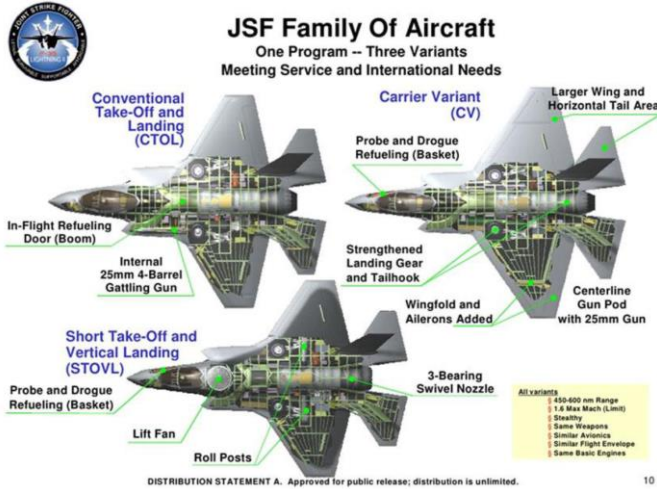 JOINT STRIKE FIGHTER
LIGHTNING II
JSF Family Of Aircraft
One Program -- Three Variants
Meeting Service and International Needs
Conventional
Take-Off and
Landing
(CTOL)
In-Flight Refueling
Door (Boom)
Internal
25mm 4-Barrel
Gattling Gun
Carrier Variant
(CV)
Larger Wing and
Horizontal Tail Area
Probe and Drogue
Refueling (Basket)
Strengthened
Landing Gear
and Tailhook
Wingfold and
Ailerons Added
Centerline
Gun Pod
with 25mm Gun
Short Take-Off and
Vertical Landing
(STOVL)
Probe and Drogue
Refueling (Basket)
Lift Fan
Roll Posts
3-Bearing
Swivel Nozzle
All variants
§ 450-600 nm Range
§ 1.6 Max Mach (Limit)
§ Stealthy
§ Same Weapons
§ Similar Avionics
§ Similar Flight Envelope
§ Same Basic Engines
DISTRIBUTION STATEMENT A. Approved for public release; distribution is unlimited.
10